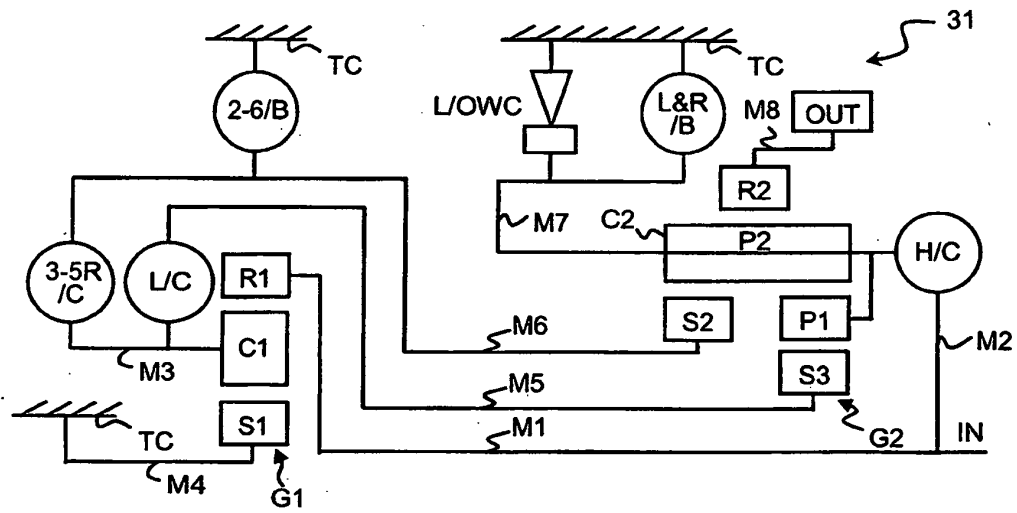 31
TC
TC
2-6/B
L/OWC
L&R
/B
M8
OUT
R2
M7
C2
P2
H/C
3-5R
/C
L/C
R1
C1
M3
M6
S2
P1
M2
M5
S3
TC
S1
M1
G2
IN
M4
G1